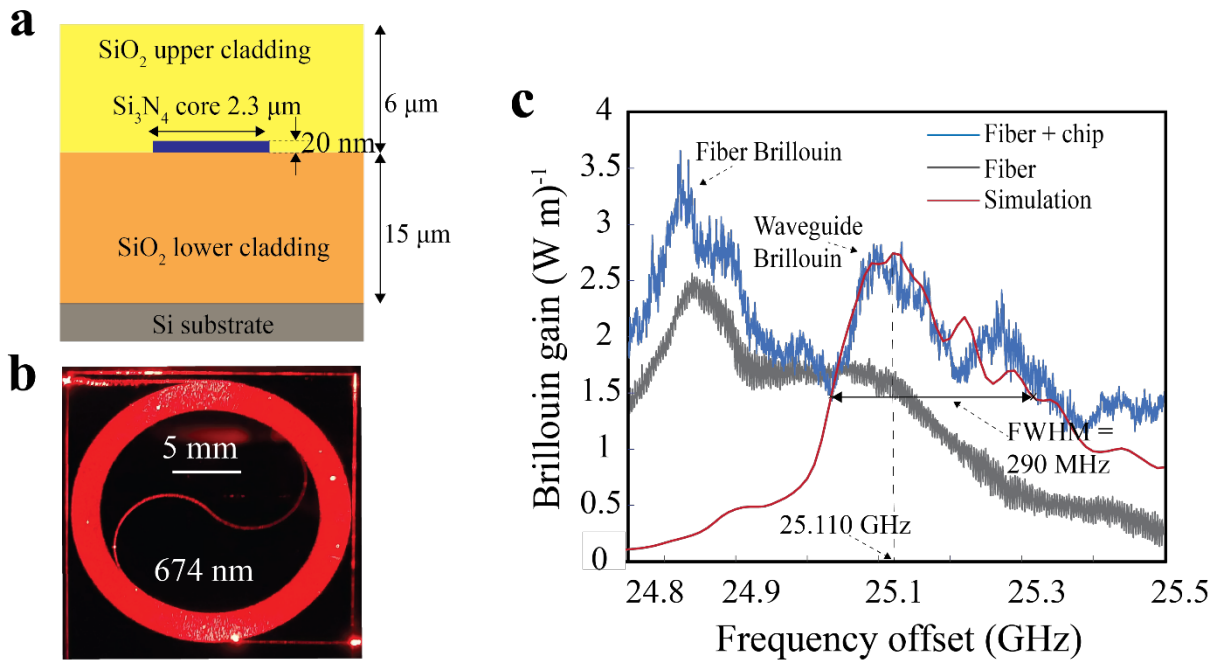 a
SiO₂ upper cladding
6 μm
Si₃N₄ core 2.3 μm
20 nm
SiO₂ lower cladding
15 μm
Si substrate
b
5 mm
674 nm
c
Brillouin gain (W m)⁻¹
4
3.5
3
2.5
2
1.5
1
0.5
0
Fiber + chip
Fiber
Simulation
Fiber Brillouin
Waveguide
Brillouin
FWHM =
290 MHz
25.110 GHz
24.8
24.9
25.1
25.3
25.5
Frequency offset (GHz)